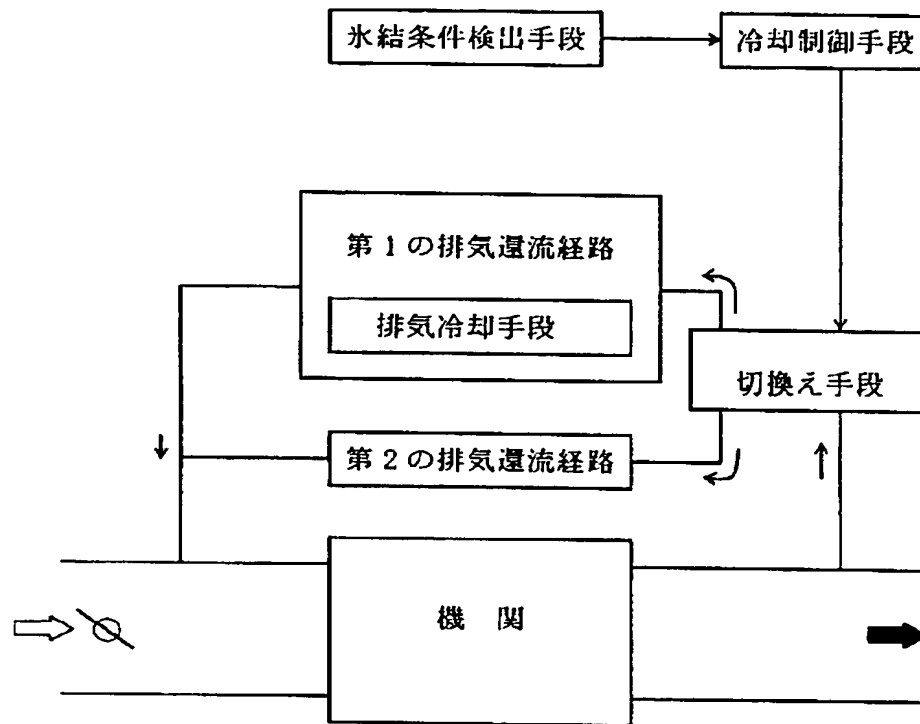 氷結条件検出手段
冷却制御手段
第1の排気還流経路
排気冷却手段
切換え手段
第2の排気還流経路
機 関